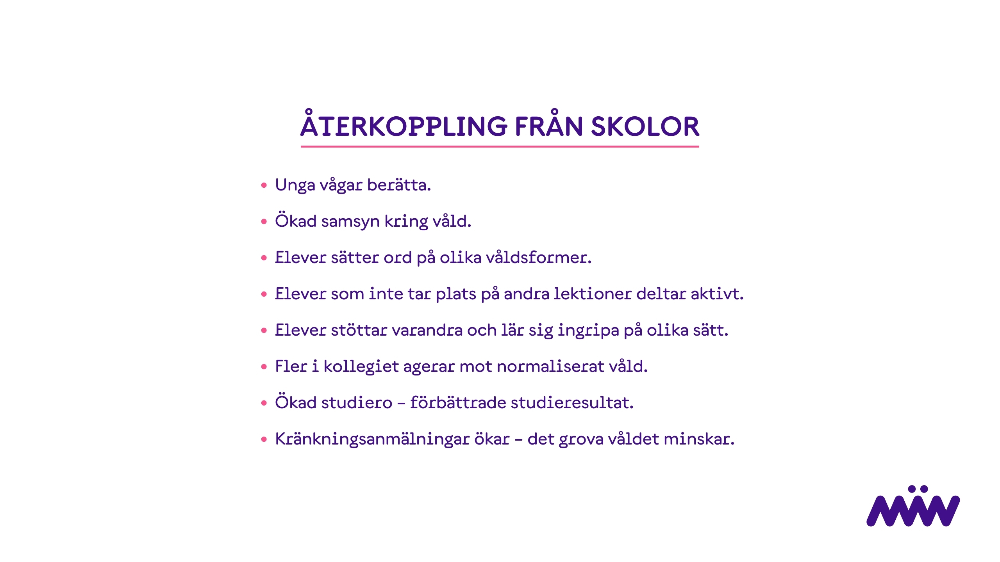 ÅTERKOPPLING FRÅN SKOLOR
• Unga vågar berätta.
• Ökad samsyn kring våld.
• Elever sätter ord på olika våldsformer.
• Elever som inte tar plats på andra lektioner deltar aktivt.
• Elever stöttar varandra och lär sig ingripa på olika sätt.
• Fler i kollegiet agerar mot normaliserat våld.
• Ökad studiero – förbättrade studieresultat.
• Kränkningsanmälningar ökar – det grova våldet minskar.
MÄN